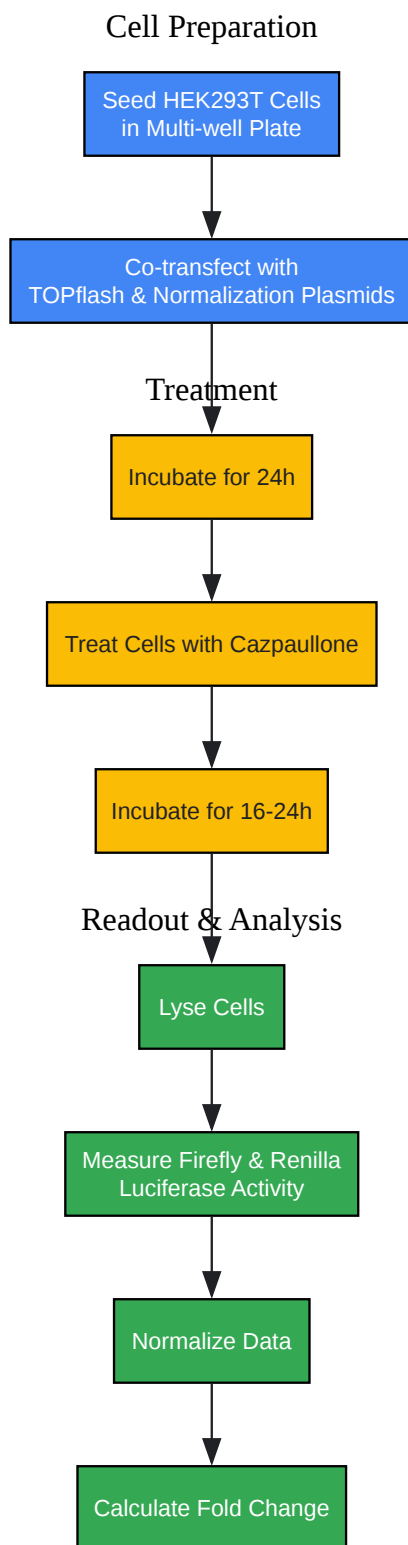 Cell Preparation
Seed HEK293T Cells
in Multi-well Plate
Co-transfect with
TOPflash & Normalization Plasmids
Treatment
Incubate for 24h
Treat Cells with Cazpaullone
Incubate for 16-24h
Readout & Analysis
Lyse Cells
Measure Firefly & Renilla
Luciferase Activity
Normalize Data
Calculate Fold Change